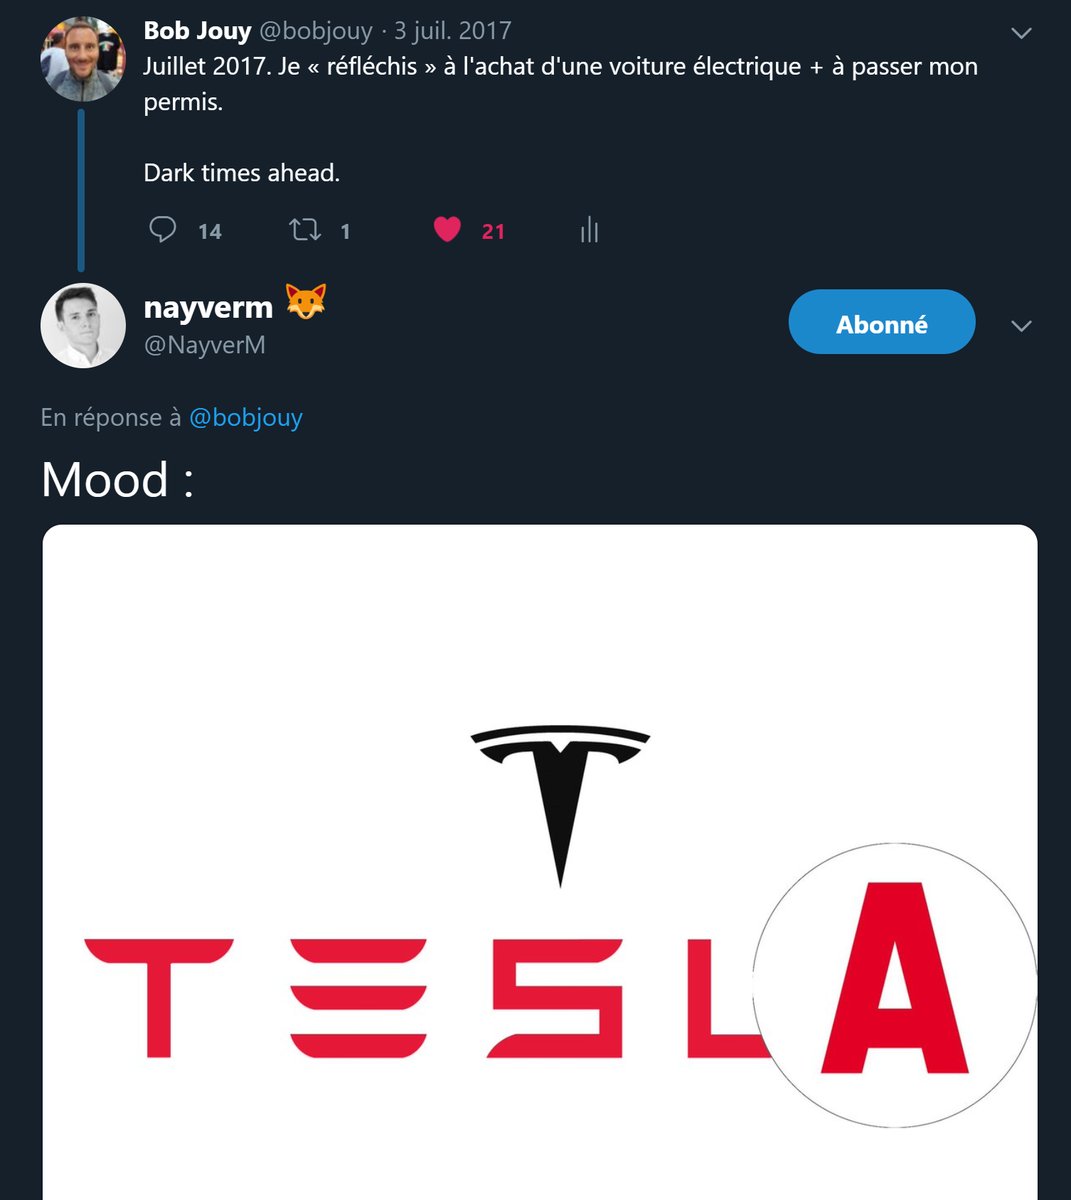 Bob Jouy @bobjouy · 3 juil. 2017
Juillet 2017. Je « réfléchis » à l'achat d'une voiture électrique + à passer mon
permis.
Dark times ahead.
14 1 21
nayverm 🦊
@NayverM
Abonné
En réponse à @bobjouy
Mood :
TESLA